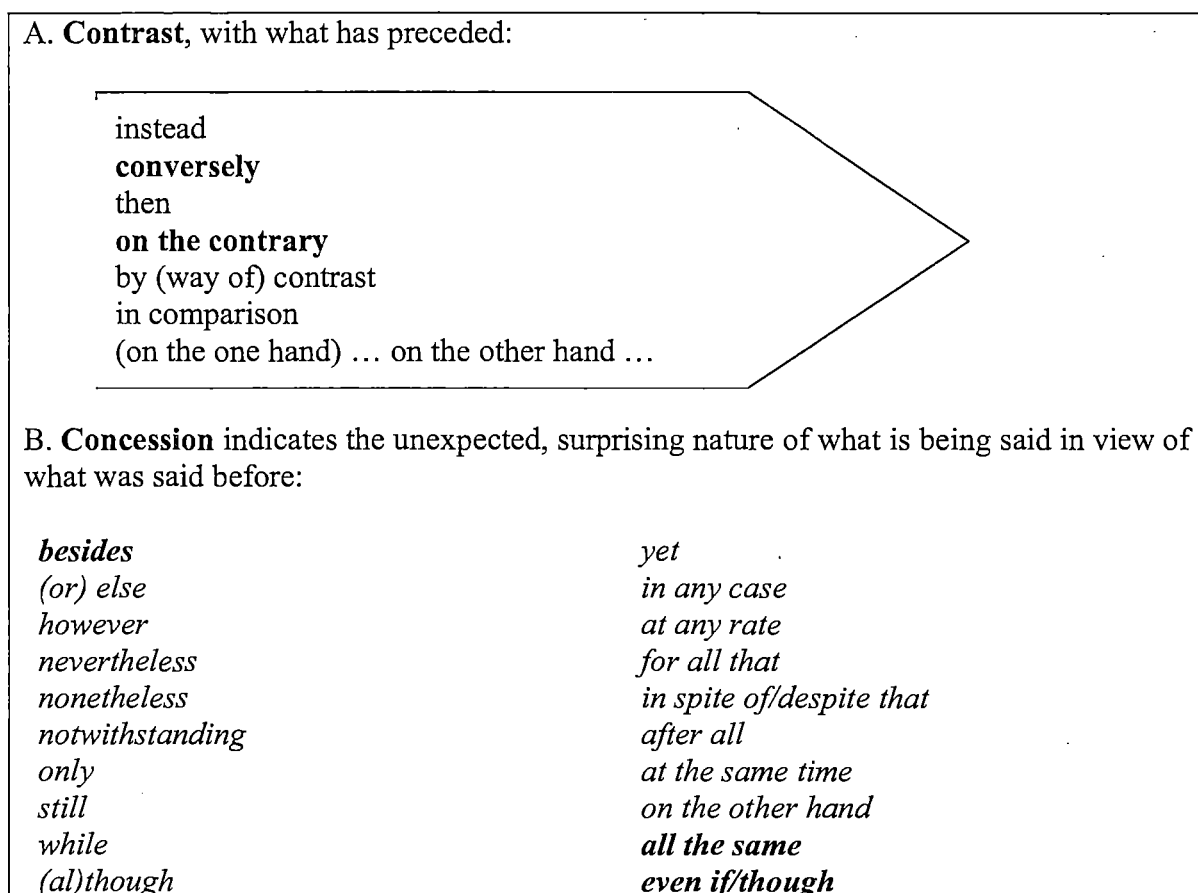 A. Contrast, with what has preceded:
instead
conversely
then
on the contrary
by (way of) contrast
in comparison
(on the one hand) … on the other hand …
B. Concession indicates the unexpected, surprising nature of what is being said in view of
what was said before:
besides
(or) else
however
nevertheless
nonetheless
notwithstanding
only
still
while
(al)though
yet
in any case
at any rate
for all that
in spite of/despite that
after all
at the same time
on the other hand
all the same
even if/though